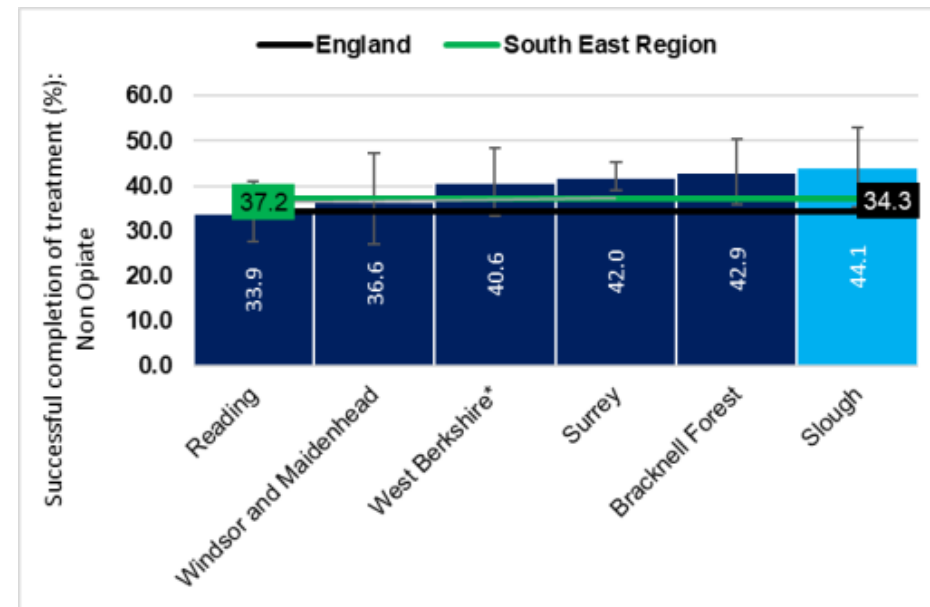 England South East Region
Successful completion of treatment (%):
Non Opiate
60.0
50.0
40.0
30.0
20.0
10.0
0.0
37.2
34.3
33.9
36.6
40.6
42.0
42.9
44.1
Reading
Windsor and Maidenhead
West Berkshire*
Surrey
Bracknell Forest
Slough